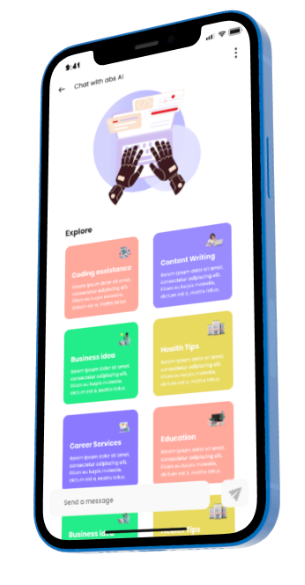 9:41
Chat with abs AI
Explore
Coding assistance
Lorem ipsum dolor sit amet,
consectetur adipiscing elit.
Etiam eu turpis molestie,
dictum est a, mattis tellus.
Content Writing
Lorem ipsum dolor sit amet,
consectetur adipiscing elit.
Etiam eu turpis molestie,
dictum est a, mattis tellus.
Business idea
Lorem ipsum dolor sit amet,
consectetur adipiscing elit.
Etiam eu turpis molestie,
dictum est a, mattis tellus.
Health Tips
Lorem ipsum dolor sit amet,
consectetur adipiscing elit.
Etiam eu turpis molestie,
dictum est a, mattis tellus.
Career Services
Lorem ipsum dolor sit amet,
consectetur adipiscing elit.
Etiam eu turpis molestie,
dictum est a, mattis tellus.
Education
Lorem ipsum dolor sit amet,
consectetur adipiscing elit.
Etiam eu turpis molestie,
Send a message
Business idea
Health Tips